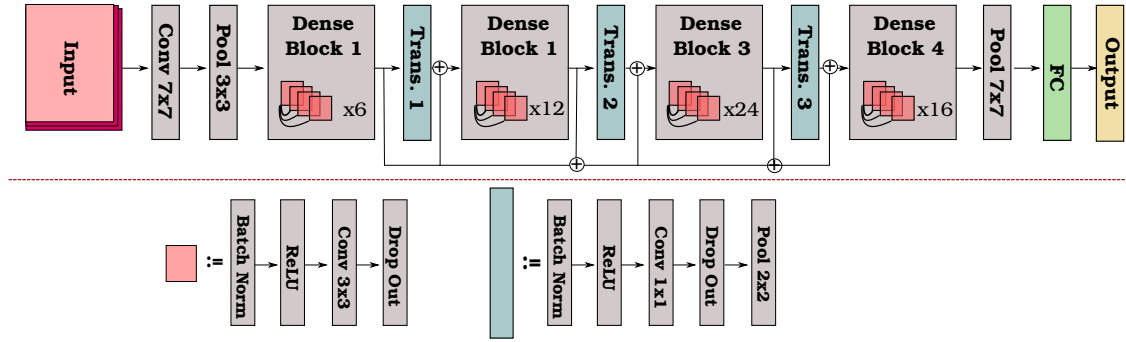 Input
Conv 7x7
Pool 3x3
Dense
Block 1
x6
Trans. 1
Dense
Block 1
x12
Trans. 2
Dense
Block 3
x24
Trans. 3
Dense
Block 4
x16
Pool 7x7
FC
Output
:=
Batch Norm
ReLU
Conv 3x3
Drop Out
:=
Batch Norm
ReLU
Conv 1x1
Drop Out
Pool 2x2